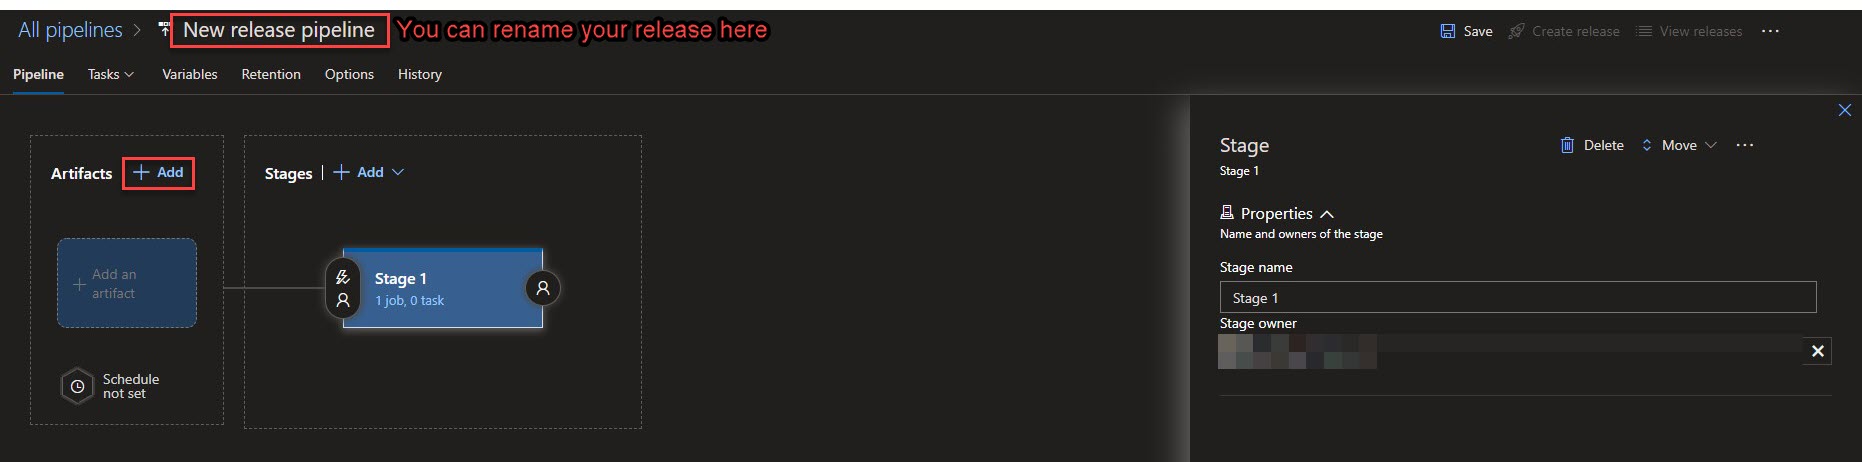 All pipelines > New release pipeline You can rename your release here
Save Create release View releases ...
Pipeline Tasks Variables Retention Options History
Artifacts + Add
Stages | + Add
+ Add an
artifact
Stage 1
1 job, 0 task
Schedule
not set
Stage
Delete Move ...
Stage 1
Properties
Name and owners of the stage
Stage name
Stage 1
Stage owner